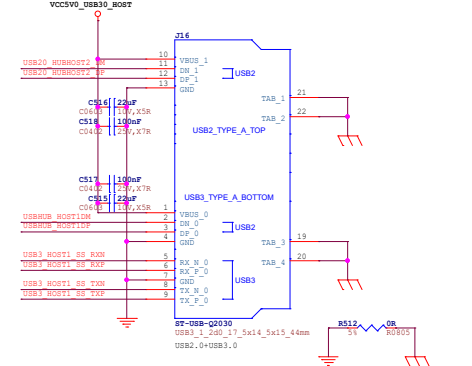 VCC5V0_USB30_HOST
J16
10 VBUS_1
USB20_HUBHOST2_DM 11 DN_1
USB20_HUBHOST2_DP 12 DP_1
USB2
13 GND
21 TAB_1
C516 22uF
C0603 10V,X5R
22 TAB_2
C518 100nF
C0402 25V,X7R
USB2_TYPE_A_TOP
C517 100nF
C0402 25V,X7R
USB3_TYPE_A_BOTTOM
C515 22uF
C0603 10V,X5R
1 VBUS_0
USBHUB_HOST1DM 2 DN_0
USBHUB_HOST1DP 3 DP_0
USB2
4 GND
19 TAB_3
USB3_HOST1_SS_RXN 5 RX_N_0
20 TAB_4
USB3_HOST1_SS_RXP 6 RX_P_0
7 GND
USB3
USB3_HOST1_SS_TXN 8 TX_N_0
USB3_HOST1_SS_TXP 9 TX_P_0
ST-USB-Q2030
R512 0R
USB3_1_2d0_17_5x14_5x15_44mm
5% R0805
USB2.0+USB3.0